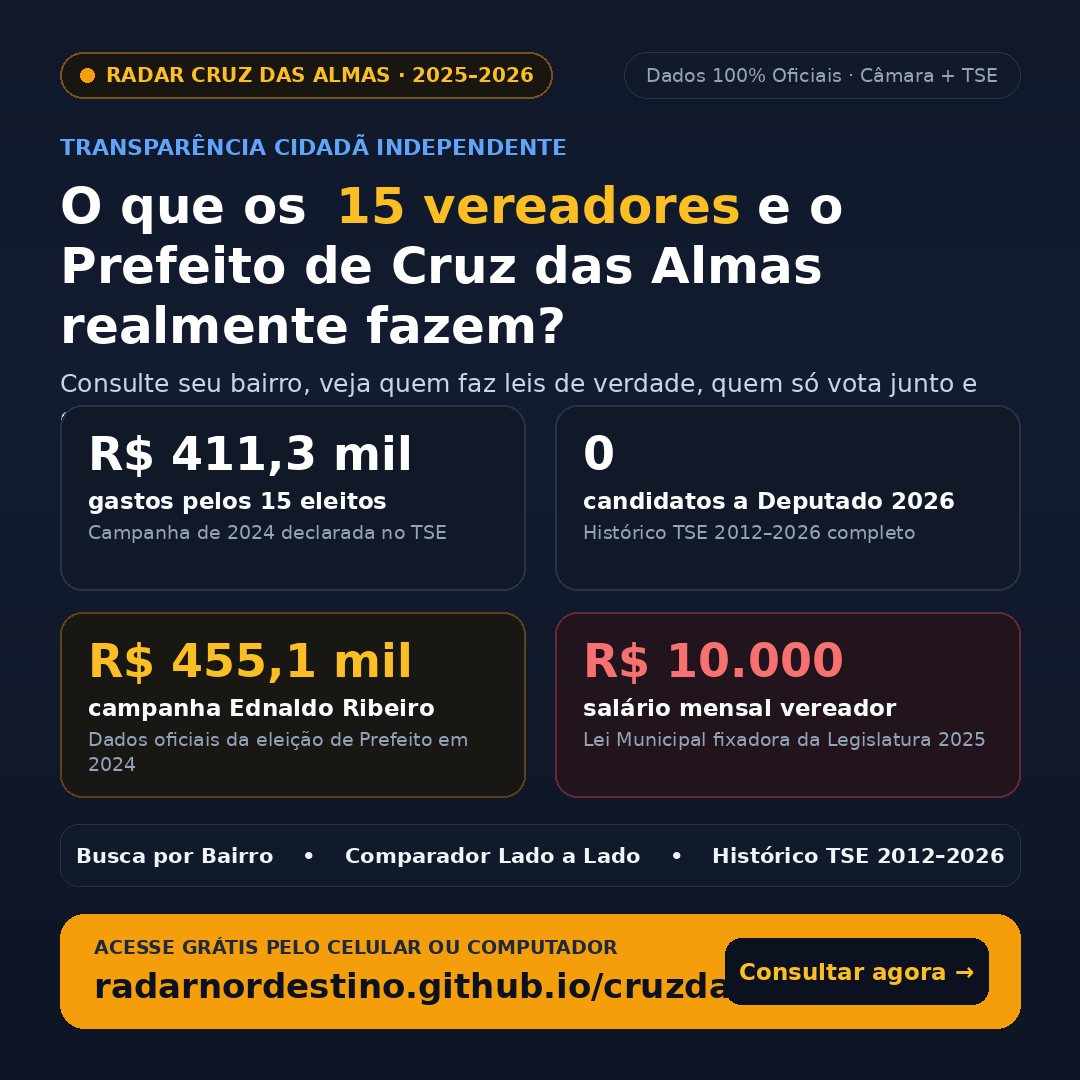 RADAR CRUZ DAS ALMAS · 2025–2026
Dados 100% Oficiais · Câmara + TSE
TRANSPARÊNCIA CIDADÃ INDEPENDENTE
O que os 15 vereadores e o
Prefeito de Cruz das Almas
realmente fazem?
Consulte seu bairro, veja quem faz leis de verdade, quem só vota junto e
R$ 411,3 mil
gastos pelos 15 eleitos
Campanha de 2024 declarada no TSE
0
candidatos a Deputado 2026
Histórico TSE 2012–2026 completo
R$ 455,1 mil
campanha Ednaldo Ribeiro
Dados oficiais da eleição de Prefeito em
2024
R$ 10.000
salário mensal vereador
Lei Municipal fixadora da Legislatura 2025
Busca por Bairro • Comparador Lado a Lado • Histórico TSE 2012–2026
ACESSE GRÁTIS PELO CELULAR OU COMPUTADOR
radarnordestino.github.io/cruzda
Consultar agora →